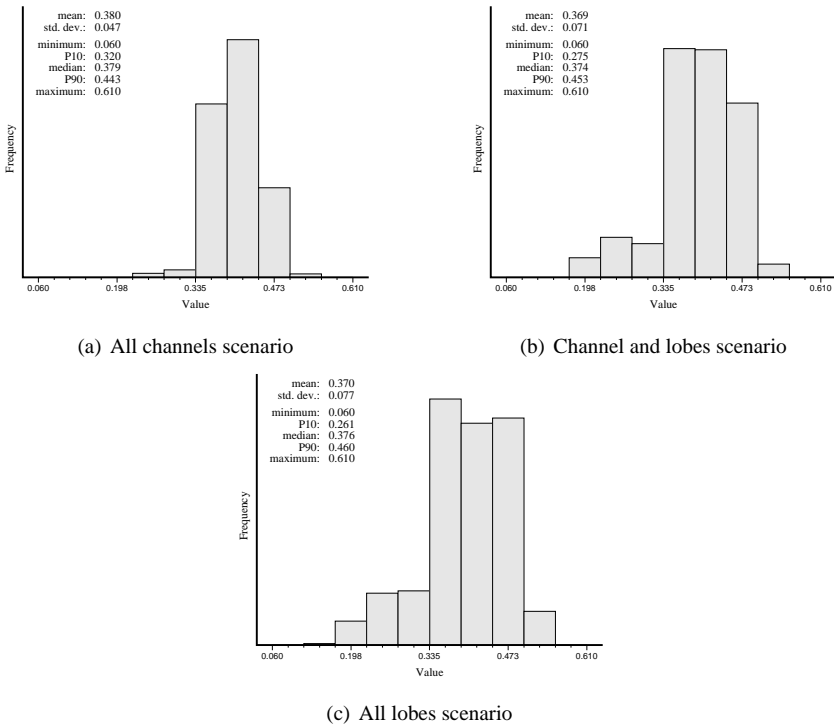 mean: 0.380
std. dev.: 0.047
minimum: 0.060
P10: 0.320
median: 0.379
P90: 0.443
maximum: 0.610
Frequency
0.060 0.198 0.335 0.473 0.610
Value
(a) All channels scenario
mean: 0.369
std. dev.: 0.071
minimum: 0.060
P10: 0.275
median: 0.374
P90: 0.453
maximum: 0.610
Frequency
0.060 0.198 0.335 0.473 0.610
Value
(b) Channel and lobes scenario
mean: 0.370
std. dev.: 0.077
minimum: 0.060
P10: 0.261
median: 0.376
P90: 0.460
maximum: 0.610
Frequency
0.060 0.198 0.335 0.473 0.610
Value
(c) All lobes scenario